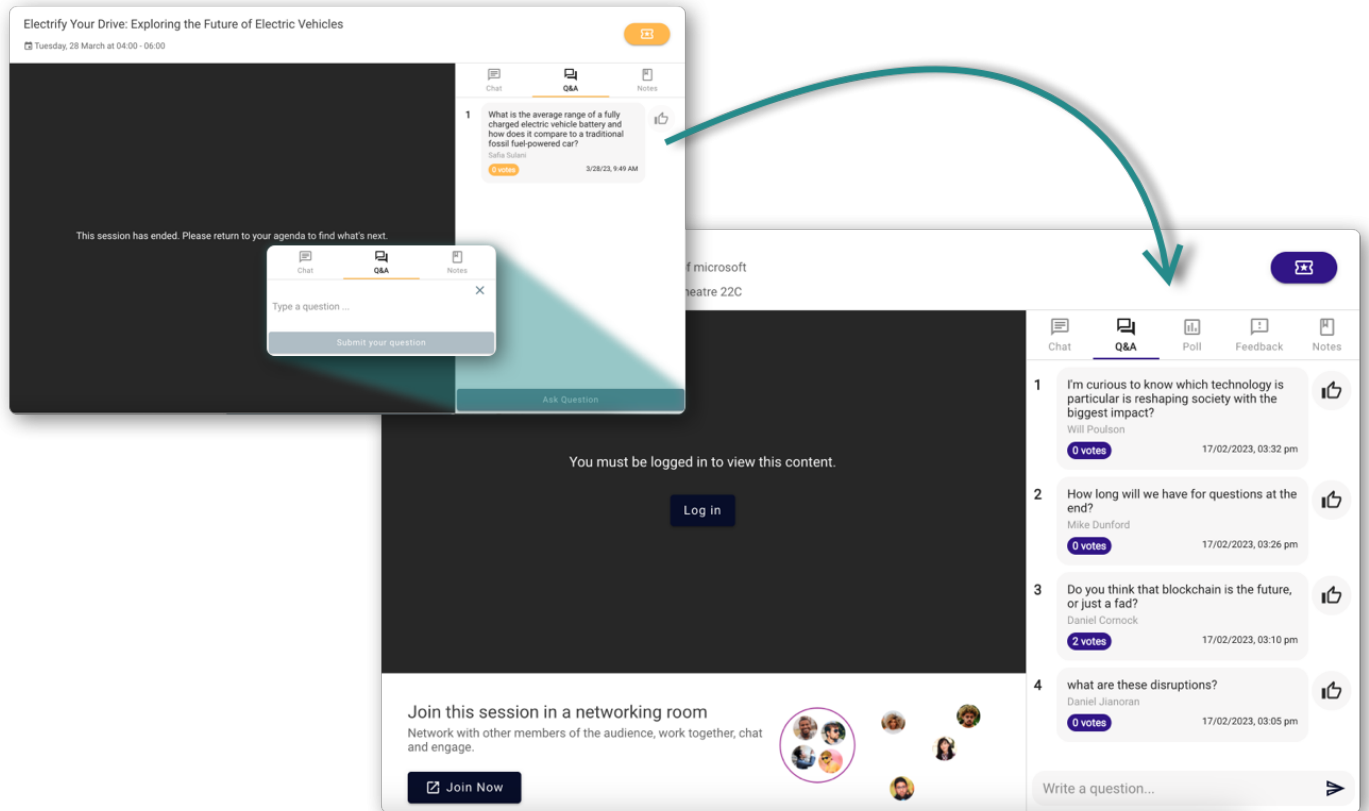 Electrify Your Drive: Exploring the Future of Electric Vehicles
Tuesday, 28 March at 04:00 - 06:00
Chat
Q&A
Notes
1
What is the average range of a fully
charged electric vehicle battery and
how does it compare to a traditional
fossil fuel-powered car?
Safia Sulani
0 votes
3/28/23, 9:49 AM
This session has ended. Please return to your agenda to find what's next.
Chat
Q&A
Notes
Type a question ...
Submit your question
Ask Question
of microsoft
heatre 22C
Chat
Q&A
Poll
Feedback
Notes
You must be logged in to view this content.
Log in
1
I'm curious to know which technology is
particular is reshaping society with the
biggest impact?
Will Poulson
0 votes
17/02/2023, 03:32 pm
2
How long will we have for questions at the
end?
Mike Dunford
0 votes
17/02/2023, 03:26 pm
3
Do you think that blockchain is the future,
or just a fad?
Daniel Cornock
2 votes
17/02/2023, 03:10 pm
4
what are these disruptions?
Daniel Jianoran
0 votes
17/02/2023, 03:05 pm
Write a question...
Join this session in a networking room
Network with other members of the audience, work together, chat
and engage.
Join Now